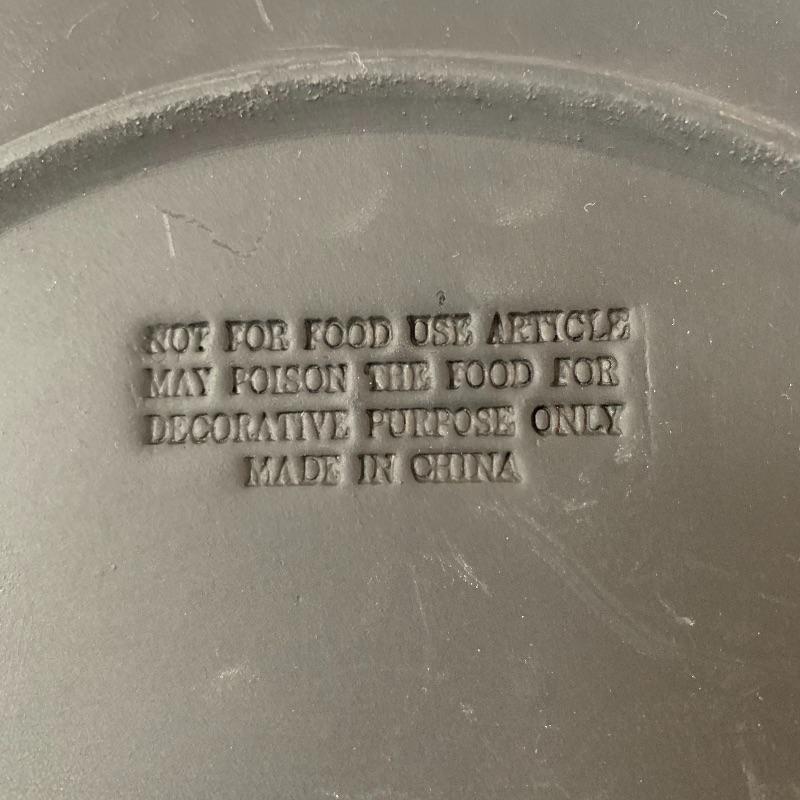 NOT FOR FOOD USE ARTICLE
MAY POISON THE FOOD FOR
DECORATIVE PURPOSE ONLY
MADE IN CHINA